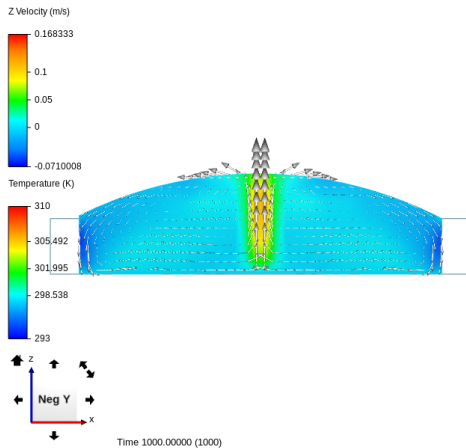 Z Velocity (m/s)
0.168333
0.1
0.05
0
-0.0710008
Temperature (K)
310
305.492
301.995
298.538
293
z
Neg Y
x
Time 1000.00000 (1000)